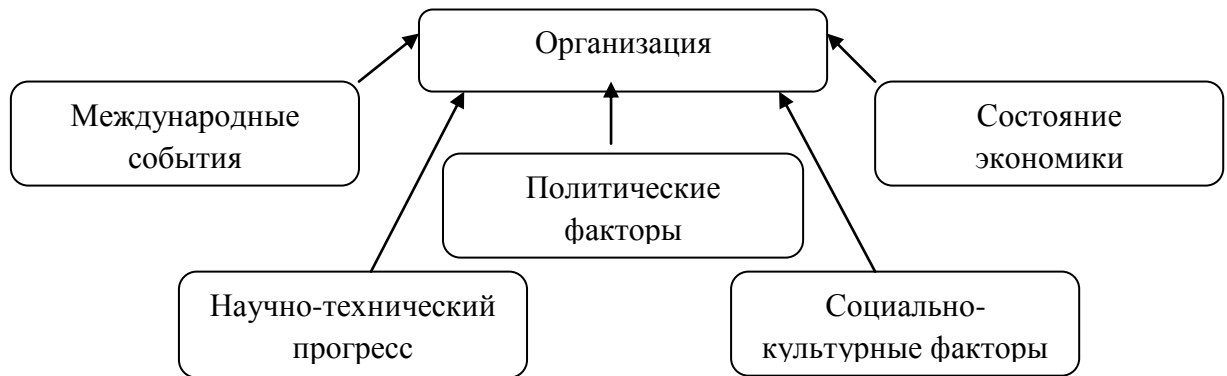 Организация
Международные
события
Состояние
экономики
Политические
факторы
Научно-технический
прогресс
Социально-
культурные факторы